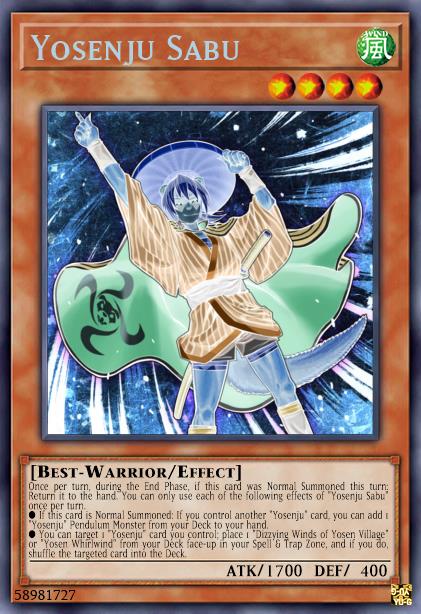 Yosenju Sabu
WIND
風
[Best-Warrior/Effect]
Once per turn, during the End Phase, if this card was Normal Summoned this turn:
Return it to the hand. You can only use each of the following effects of "Yosenju Sabu"
once per turn.
● If this card is Normal Summoned: If you control another "Yosenju" card, you can add 1
"Yosenju" Pendulum Monster from your Deck to your hand.
● You can target 1 "Yosenju" card you control; place 1 "Dizzying Winds of Yosen Village"
or "Yosen Whirlwind" from your Deck face-up in your Spell & Trap Zone, and if you do,
shuffle the targeted card into the Deck.
ATK/1700 DEF/ 400
58981727